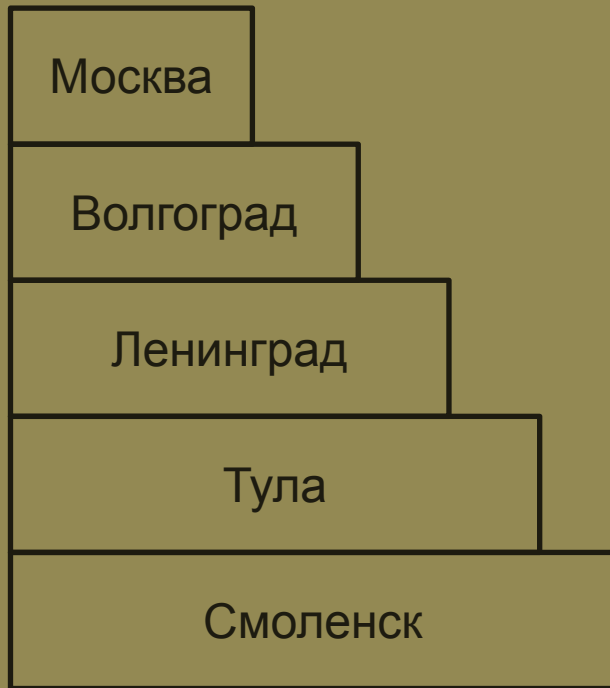 Москва
Волгоград
Ленинград
Тула
Смоленск